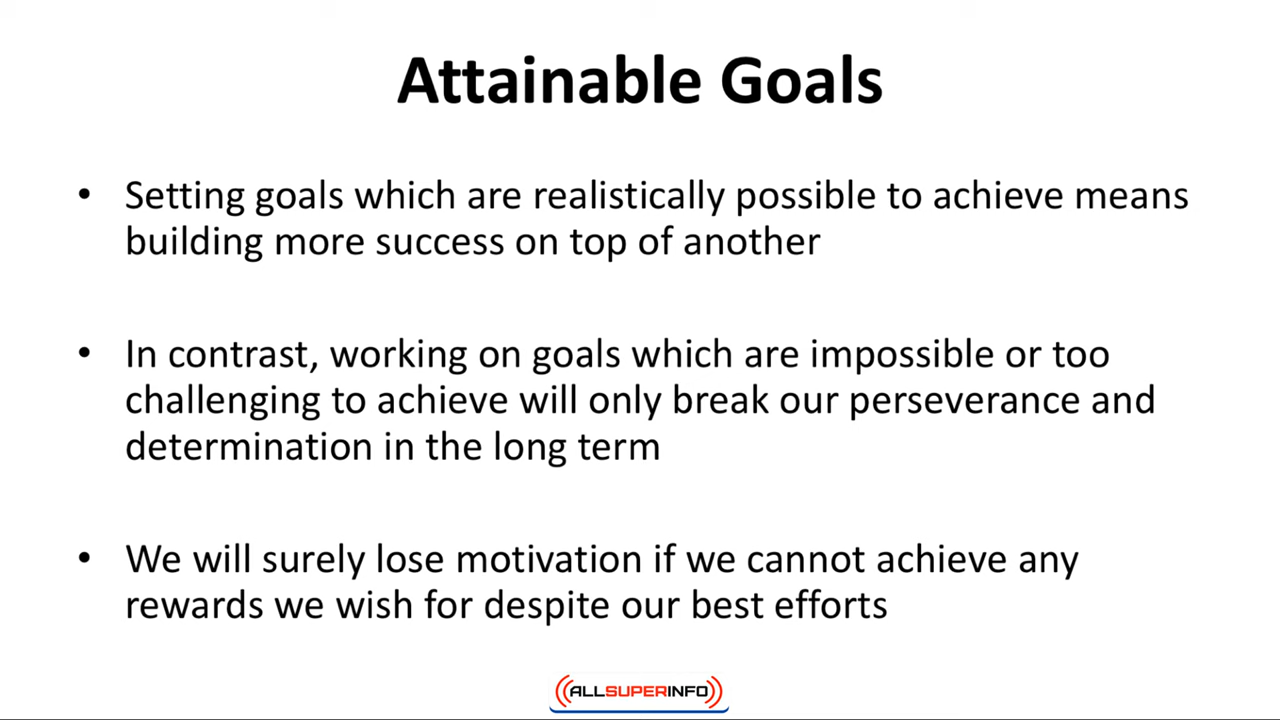 Attainable Goals
• Setting goals which are realistically possible to achieve means
building more success on top of another
• In contrast, working on goals which are impossible or too
challenging to achieve will only break our perseverance and
determination in the long term
• We will surely lose motivation if we cannot achieve any
rewards we wish for despite our best efforts
ALLSUPERINFO